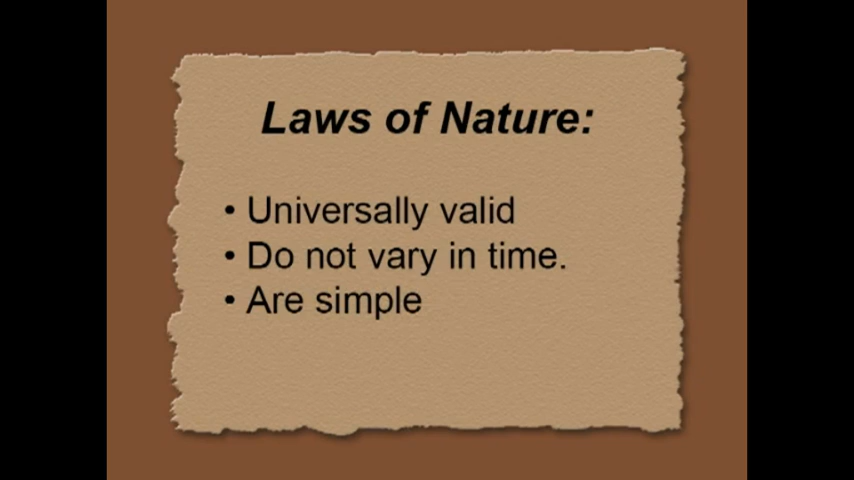 Laws of Nature:
• Universally valid
• Do not vary in time.
• Are simple